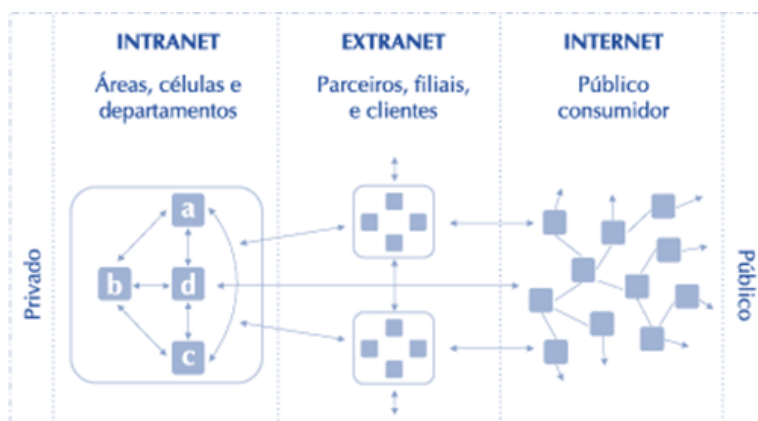 INTRANET
Áreas, células e
departamentos
EXTRANET
Parceiros, filiais,
e clientes
INTERNET
Público
consumidor
Privado
a
b
d
c
Público